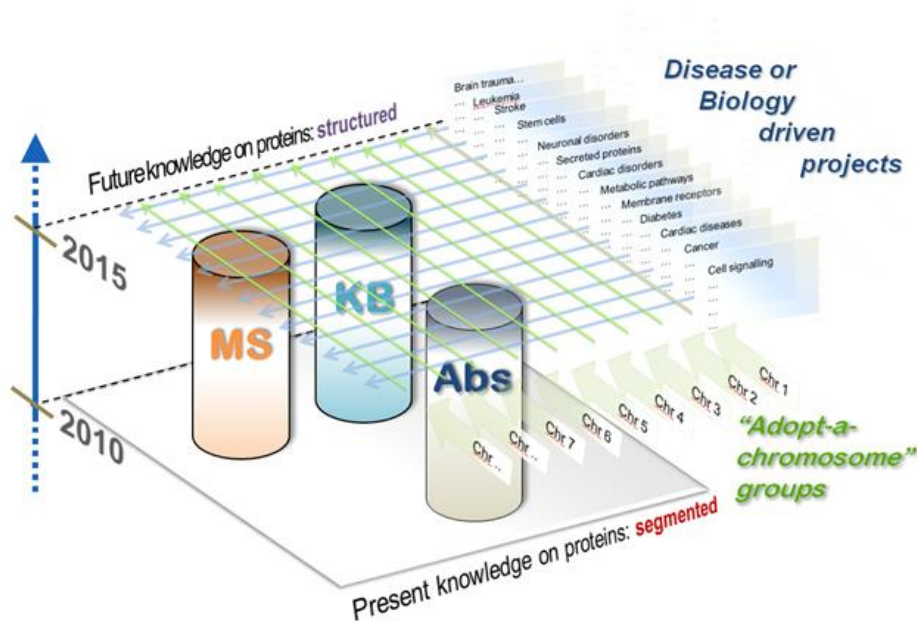 Disease or
Biology
driven
projects
Brain trauma...
... Leukemia
... Stroke
... Stem cells
... Neuronal disorders
... Secreted proteins
... Cardiac disorders
... Metabolic pathways
... Membrane receptors
... Diabetes
... Cardiac diseases
... Cancer
... Cell signalling
...
...
...
...
Future knowledge on proteins: structured
2015
2010
MS
KB
Abs
Chr 1
Chr 2
Chr 3
Chr 4
Chr 5
Chr 6
Chr 7
Chr ..
Chr ..
“Adopt-a-
chromosome”
groups
Present knowledge on proteins: segmented